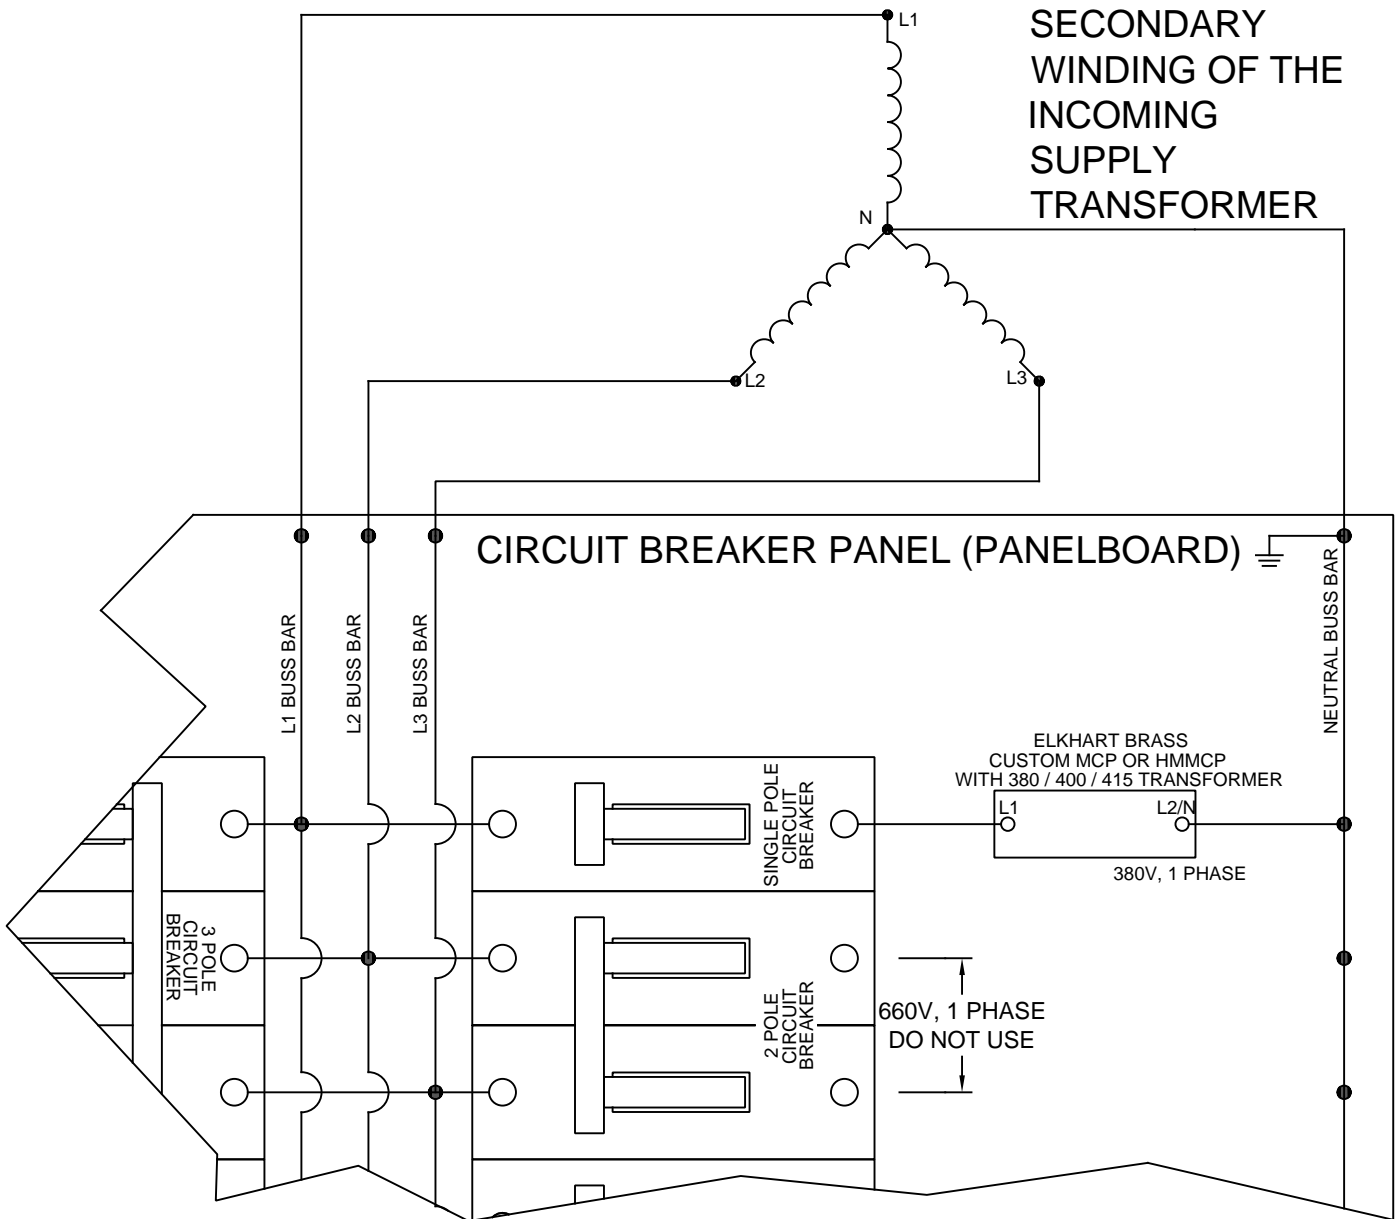 L1
SECONDARY
WINDING OF THE
INCOMING
SUPPLY
TRANSFORMER
N
L2
L3
CIRCUIT BREAKER PANEL (PANELBOARD)
L1 BUSS BAR
L2 BUSS BAR
L3 BUSS BAR
NEUTRAL BUSS BAR
ELKHART BRASS
CUSTOM MCP OR HMMCP
WITH 380 / 400 / 415 TRANSFORMER
L1
L2/N
380V, 1 PHASE
SINGLE POLE
CIRCUIT
BREAKER
3 POLE
CIRCUIT
BREAKER
2 POLE
CIRCUIT
BREAKER
660V, 1 PHASE
DO NOT USE